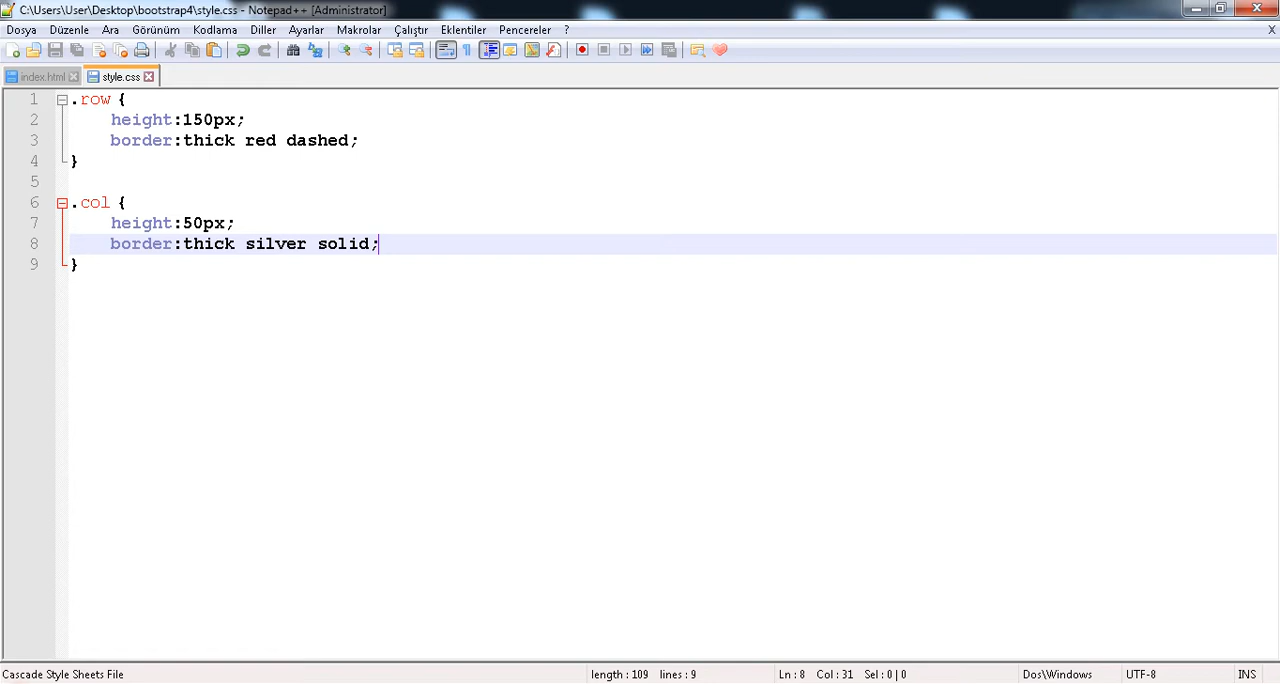 C:\Users\User\Desktop\bootstrap4\style.css - Notepad++ [Administrator]
Dosya Düzenle Ara Görünüm Kodlama Diller Ayarlar Makrolar Çalıştır Eklentiler Pencereler ? X
index.html style.css
1 .row {
2 height:150px;
3 border:thick red dashed;
4 }
5
6 .col {
7 height:50px;
8 border:thick silver solid;
9 }
Cascade Style Sheets File length : 109 lines : 9 Ln : 8 Col : 31 Sel : 0 | 0 Dos\Windows UTF-8 INS